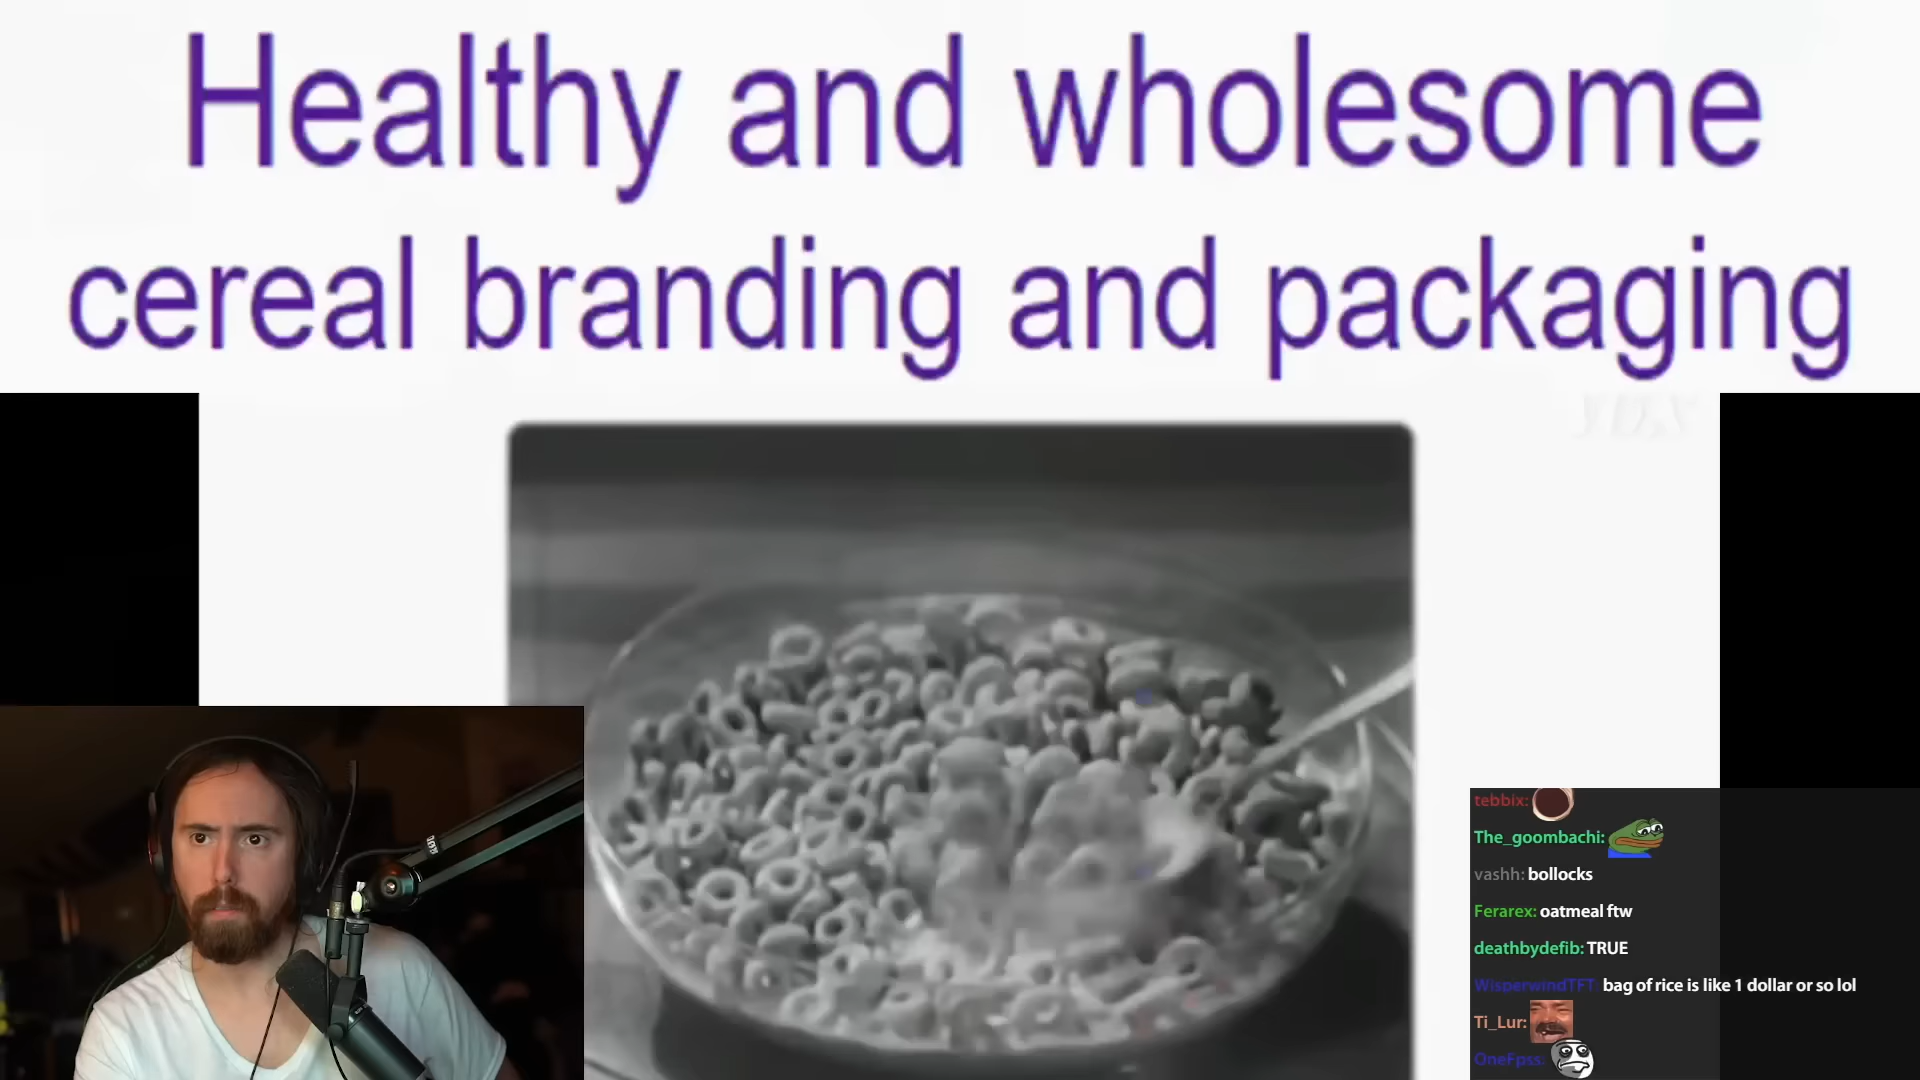 Healthy and wholesome
cereal branding and packaging
tebbix:
The_goombachi:
vashh: bollocks
Ferarex: oatmeal ftw
deathbydefib: TRUE
WisperwindTFT: bag of rice is like 1 dollar or so lol
Ti_Lur:
OneFpss: